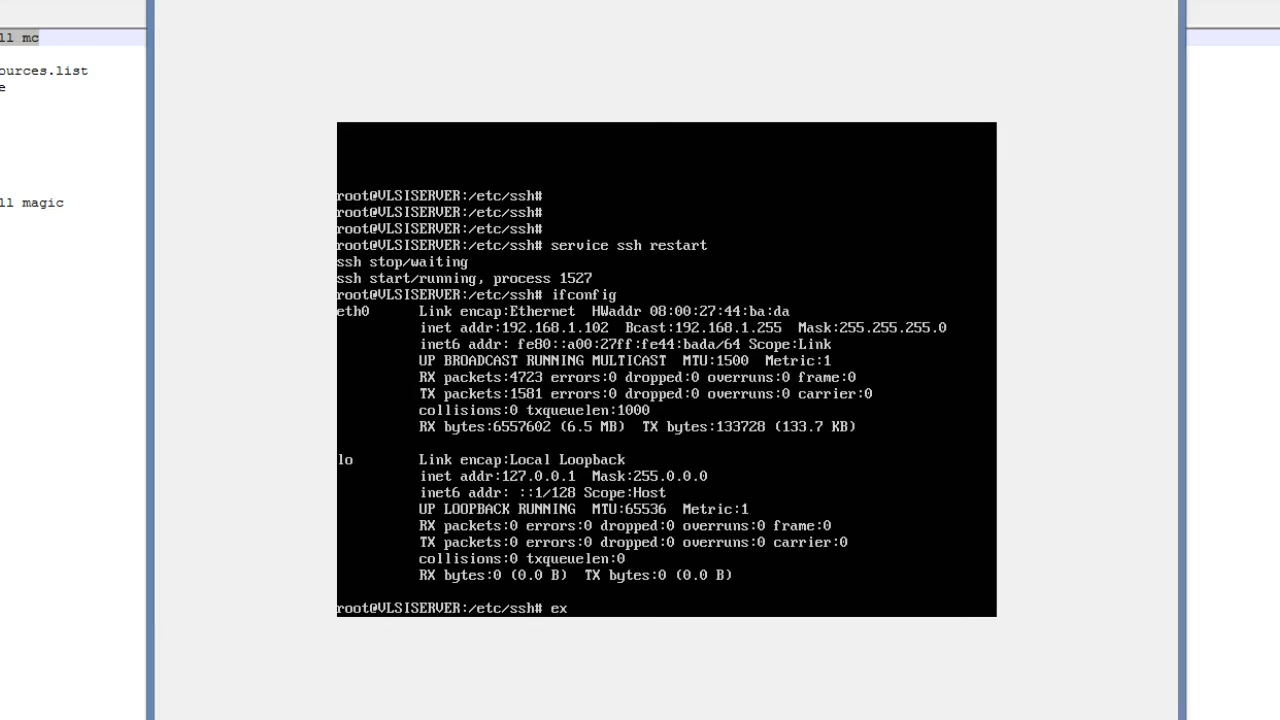 ll mc
ources.list
e
ll magic
root@VLSISERVER:/etc/ssh#
root@VLSISERVER:/etc/ssh#
root@VLSISERVER:/etc/ssh#
root@VLSISERVER:/etc/ssh# service ssh restart
ssh stop/waiting
ssh start/running, process 1527
root@VLSISERVER:/etc/ssh# ifconfig
eth0 Link encap:Ethernet HWaddr 08:00:27:44:ba:da
inet addr:192.168.1.102 Bcast:192.168.1.255 Mask:255.255.255.0
inet6 addr: fe80::a00:27ff:fe44:bada/64 Scope:Link
UP BROADCAST RUNNING MULTICAST MTU:1500 Metric:1
RX packets:4723 errors:0 dropped:0 overruns:0 frame:0
TX packets:1581 errors:0 dropped:0 overruns:0 carrier:0
collisions:0 txqueuelen:1000
RX bytes:6557602 (6.5 MB) TX bytes:133728 (133.7 KB)
lo Link encap:Local Loopback
inet addr:127.0.0.1 Mask:255.0.0.0
inet6 addr: ::1/128 Scope:Host
UP LOOPBACK RUNNING MTU:65536 Metric:1
RX packets:0 errors:0 dropped:0 overruns:0 frame:0
TX packets:0 errors:0 dropped:0 overruns:0 carrier:0
collisions:0 txqueuelen:0
RX bytes:0 (0.0 B) TX bytes:0 (0.0 B)
root@VLSISERVER:/etc/ssh# ex